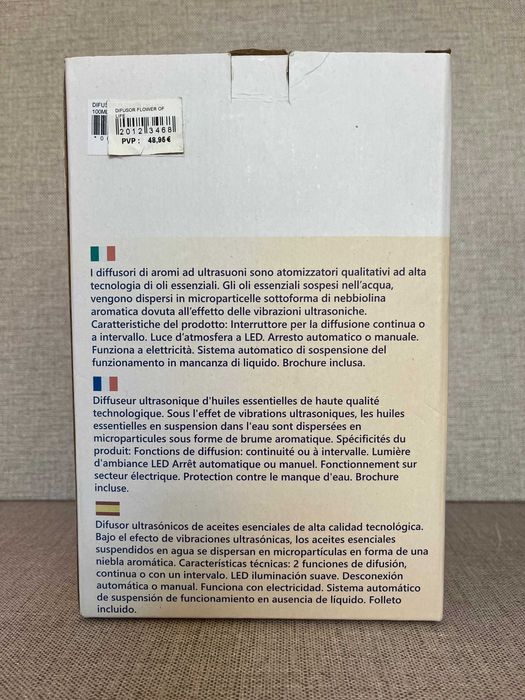 DIFUS
100ML
DIFUSOR FLOWER OF
LIFE
2012 3468
PVP : 48,95 €
I diffusori di aromi ad ultrasuoni sono atomizzatori qualitativi ad alta
tecnologia di oli essenziali. Gli oli essenziali sospesi nell'acqua,
vengono dispersi in microparticelle sottoforma di nebbiolina
aromatica dovuta all'effetto delle vibrazioni ultrasoniche.
Caratteristiche del prodotto: Interruttore per la diffusione continua o
a intervallo. Luce d'atmosfera a LED. Arresto automatico o manuale.
Funziona a elettricità. Sistema automatico di sospensione del
funzionamento in mancanza di liquido. Brochure inclusa.
Diffuseur ultrasonique d'huiles essentielles de haute qualité
technologique. Sous l'effet de vibrations ultrasoniques, les huiles
essentielles en suspension dans l'eau sont dispersées en
microparticules sous forme de brume aromatique. Spécificités du
produit: Fonctions de diffusion: continuité ou à intervalle. Lumière
d'ambiance LED Arrêt automatique ou manuel. Fonctionnement sur
secteur électrique. Protection contre le manque d'eau. Brochure
incluse.
Difusor ultrasónicos de aceites esenciales de alta calidad tecnológica.
Bajo el efecto de vibraciones ultrasónicas, los aceites esenciales
suspendidos en agua se dispersan en micropartículas en forma de una
niebla aromática. Características técnicas: 2 funciones de difusión,
continua o con un intervalo. LED iluminación suave. Desconexión
automática o manual. Funciona con electricidad. Sistema automático
de suspensión de funcionamiento en ausencia de líquido. Folleto
incluido.